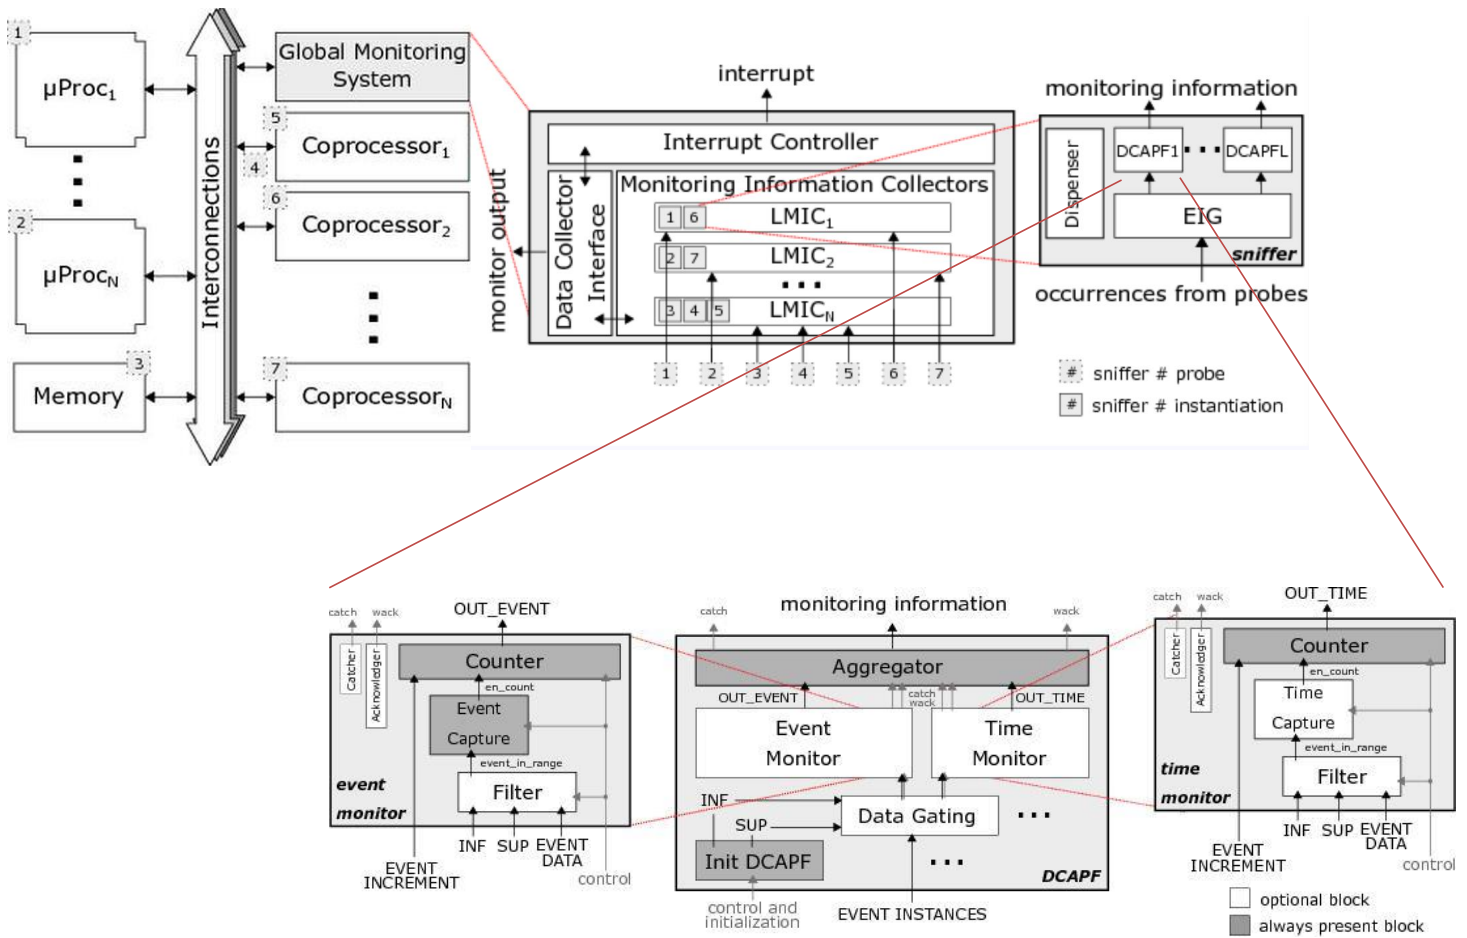 1
μProc1
2
μProcN
3
Memory
Interconnections
Global Monitoring
System
5
Coprocessor1
4
6
Coprocessor2
7
CoprocessorN
monitor output
interrupt
Interrupt Controller
Data Collector
Interface
Monitoring Information Collectors
1 6 LMIC1
2 7 LMIC2
...
3 4 5 LMICN
1 2 3 4 5 6 7
monitoring information
Dispenser
DCAPF1 ... DCAPFL
EIG
sniffer
occurrences from probes
# sniffer # probe
# sniffer # instantiation
catch wack
OUT_EVENT
Catcher
Acknowledger
Counter
en_count
Event
Capture
event_in_range
Filter
event
monitor
INF SUP EVENT
DATA
EVENT
INCREMENT
control
catch
monitoring information
wack
Aggregator
OUT_EVENT
catch
wack
OUT_TIME
Event
Monitor
Time
Monitor
INF
SUP
Data Gating
...
Init DCAPF
...
DCAPF
control and
initialization
EVENT INSTANCES
catch wack
OUT_TIME
Catcher
Acknowledger
Counter
en_count
Time
Capture
event_in_range
Filter
time
monitor
INF SUP EVENT
DATA
EVENT
INCREMENT
control
optional block
always present block